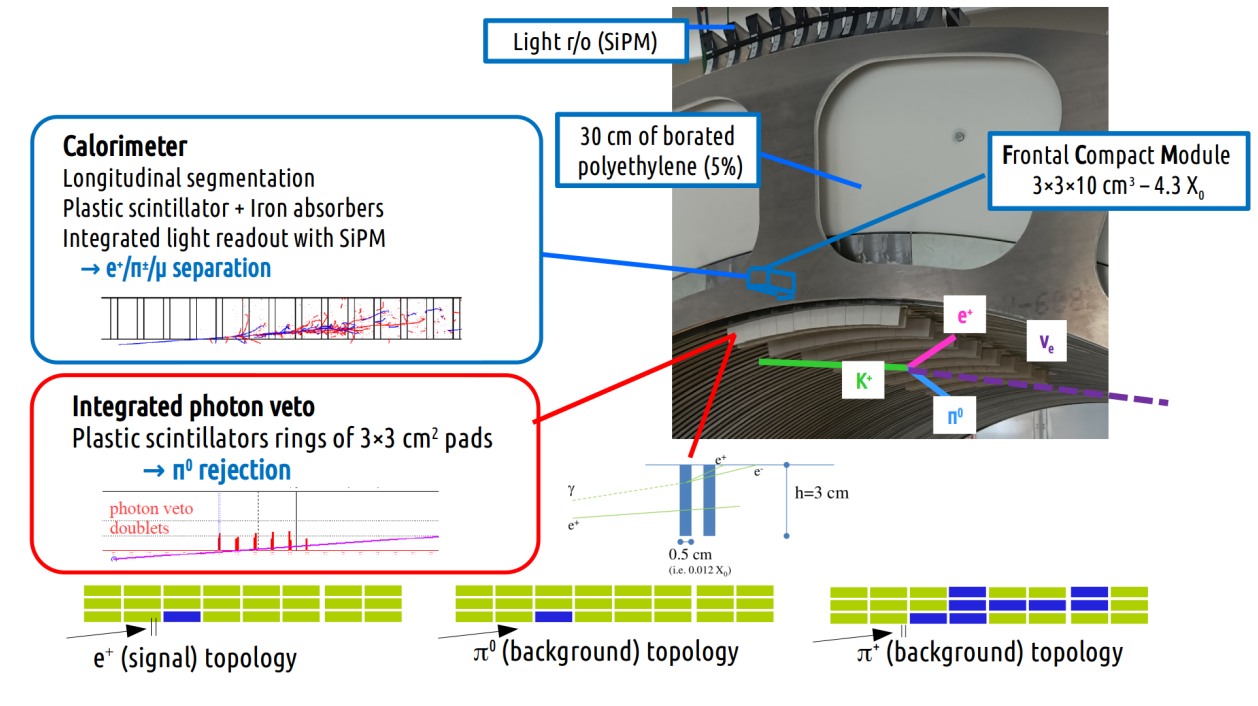 Light r/o (SiPM)
30 cm of borated
polyethylene (5%)
Frontal Compact Module
3×3×10 cm³ – 4.3 X₀
Calorimeter
Longitudinal segmentation
Plastic scintillator + Iron absorbers
Integrated light readout with SiPM
→ e⁺/π±/μ separation
e⁺
νₑ
K⁺
π⁰
Integrated photon veto
Plastic scintillators rings of 3×3 cm² pads
→ π⁰ rejection
photon veto
doublets
e⁺
e⁻
γ
e⁺
h=3 cm
0.5 cm
(i.e. 0.012 X₀)
e⁺ (signal) topology
π⁰ (background) topology
π⁺ (background) topology